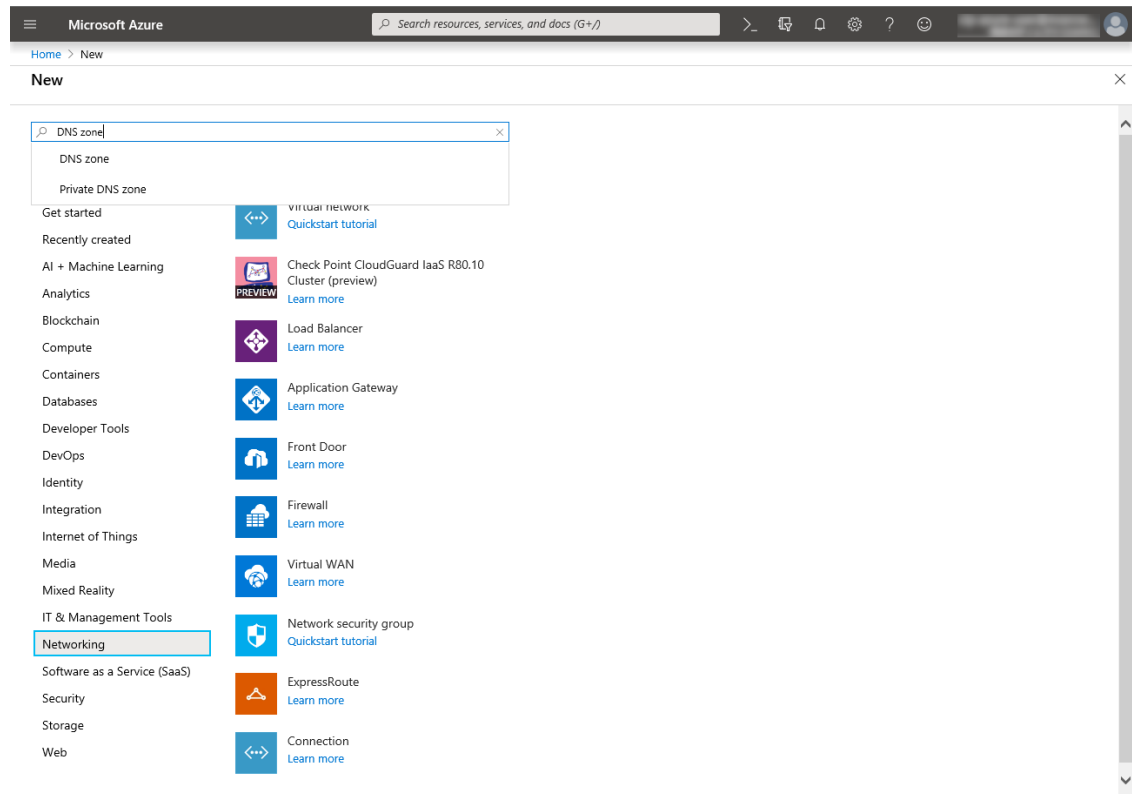 Microsoft Azure
Search resources, services, and docs (G+/)
Home > New
New
DNS zone
DNS zone
Private DNS zone
Get started
Recently created
AI + Machine Learning
Analytics
Blockchain
Compute
Containers
Databases
Developer Tools
DevOps
Identity
Integration
Internet of Things
Media
Mixed Reality
IT & Management Tools
Networking
Software as a Service (SaaS)
Security
Storage
Web
Virtual network
Quickstart tutorial
PREVIEW
Check Point CloudGuard IaaS R80.10
Cluster (preview)
Learn more
Load Balancer
Learn more
Application Gateway
Learn more
Front Door
Learn more
Firewall
Learn more
Virtual WAN
Learn more
Network security group
Quickstart tutorial
ExpressRoute
Learn more
Connection
Learn more